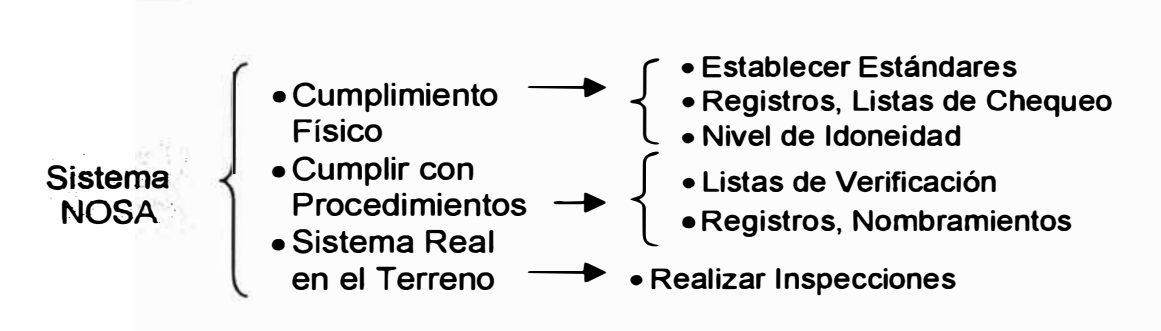 Sistema
NOSA
• Cumplimiento
Físico
• Cumplir con
Procedimientos
• Sistema Real
en el Terreno
• Establecer Estándares
• Registros, Listas de Chequeo
• Nivel de Idoneidad
• Listas de Verificación
• Registros, Nombramientos
• Realizar Inspecciones